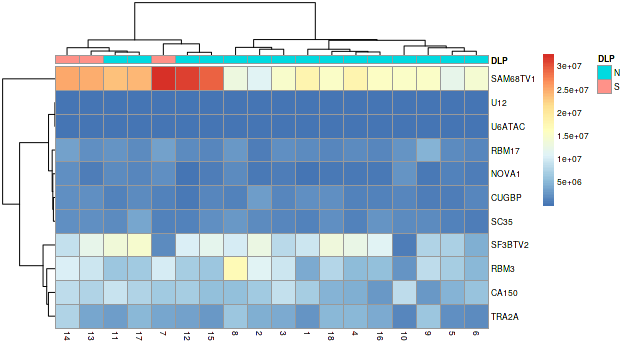 DLP
DLP
SAM68TV1
N
S
U12
U6ATAC
RBM17
NOVA1
CUGBP
SC35
SF3BTV2
RBM3
CA150
TRA2A
3e+07
2.5e+07
2e+07
1.5e+07
1e+07
5e+06
14 13 11 17 7 12 15 8 2 3 1 18 4 16 10 9 5 6